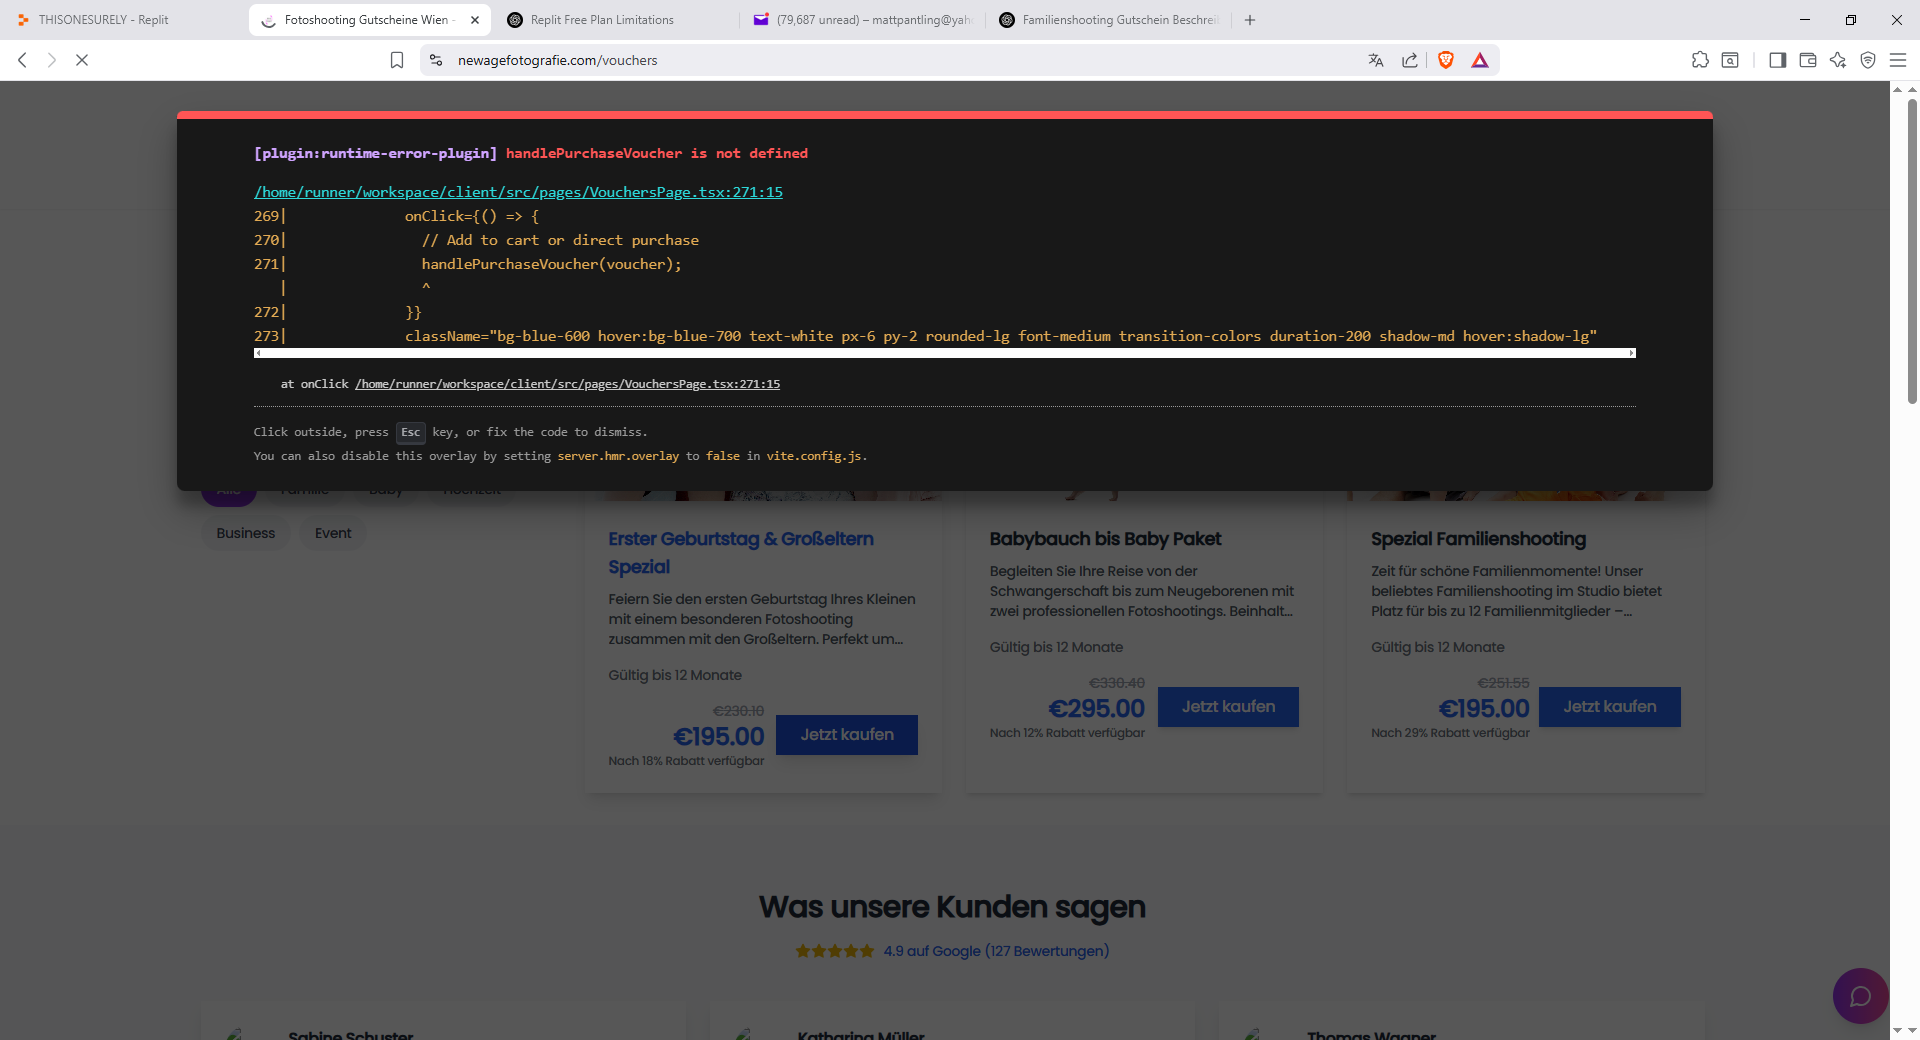 THISONESURELY - Replit
Fotoshooting Gutscheine Wien -
Replit Free Plan Limitations
(79,687 unread) – mattpantling@yah
Familienshooting Gutschein Beschrei
newagefotografie.com/vouchers
[plugin:runtime-error-plugin] handlePurchaseVoucher is not defined
/home/runner/workspace/client/src/pages/VouchersPage.tsx:271:15
269| onClick={() => {
270| // Add to cart or direct purchase
271| handlePurchaseVoucher(voucher);
| ^
272| }}
273| className="bg-blue-600 hover:bg-blue-700 text-white px-6 py-2 rounded-lg font-medium transition-colors duration-200 shadow-md hover:shadow-lg"
at onClick /home/runner/workspace/client/src/pages/VouchersPage.tsx:271:15
Click outside, press Esc key, or fix the code to dismiss.
You can also disable this overlay by setting server.hmr.overlay to false in vite.config.js.
Alle Familie Baby Hochzeit
Business Event
Erster Geburtstag & Großeltern
Spezial
Feiern Sie den ersten Geburtstag Ihres Kleinen
mit einem besonderen Fotoshooting
zusammen mit den Großeltern. Perfekt um...
Gültig bis 12 Monate
€230.10
€195.00
Nach 18% Rabatt verfügbar
Jetzt kaufen
Babybauch bis Baby Paket
Begleiten Sie Ihre Reise von der
Schwangerschaft bis zum Neugeborenen mit
zwei professionellen Fotoshootings. Beinhalt...
Gültig bis 12 Monate
€330.40
€295.00
Nach 12% Rabatt verfügbar
Jetzt kaufen
Spezial Familienshooting
Zeit für schöne Familienmomente! Unser
beliebtes Familienshooting im Studio bietet
Platz für bis zu 12 Familienmitglieder –...
Gültig bis 12 Monate
€251.55
€195.00
Nach 29% Rabatt verfügbar
Jetzt kaufen
Was unsere Kunden sagen
4.9 auf Google (127 Bewertungen)
Sabine Schuster
Katharina Müller
Thomas Wagner